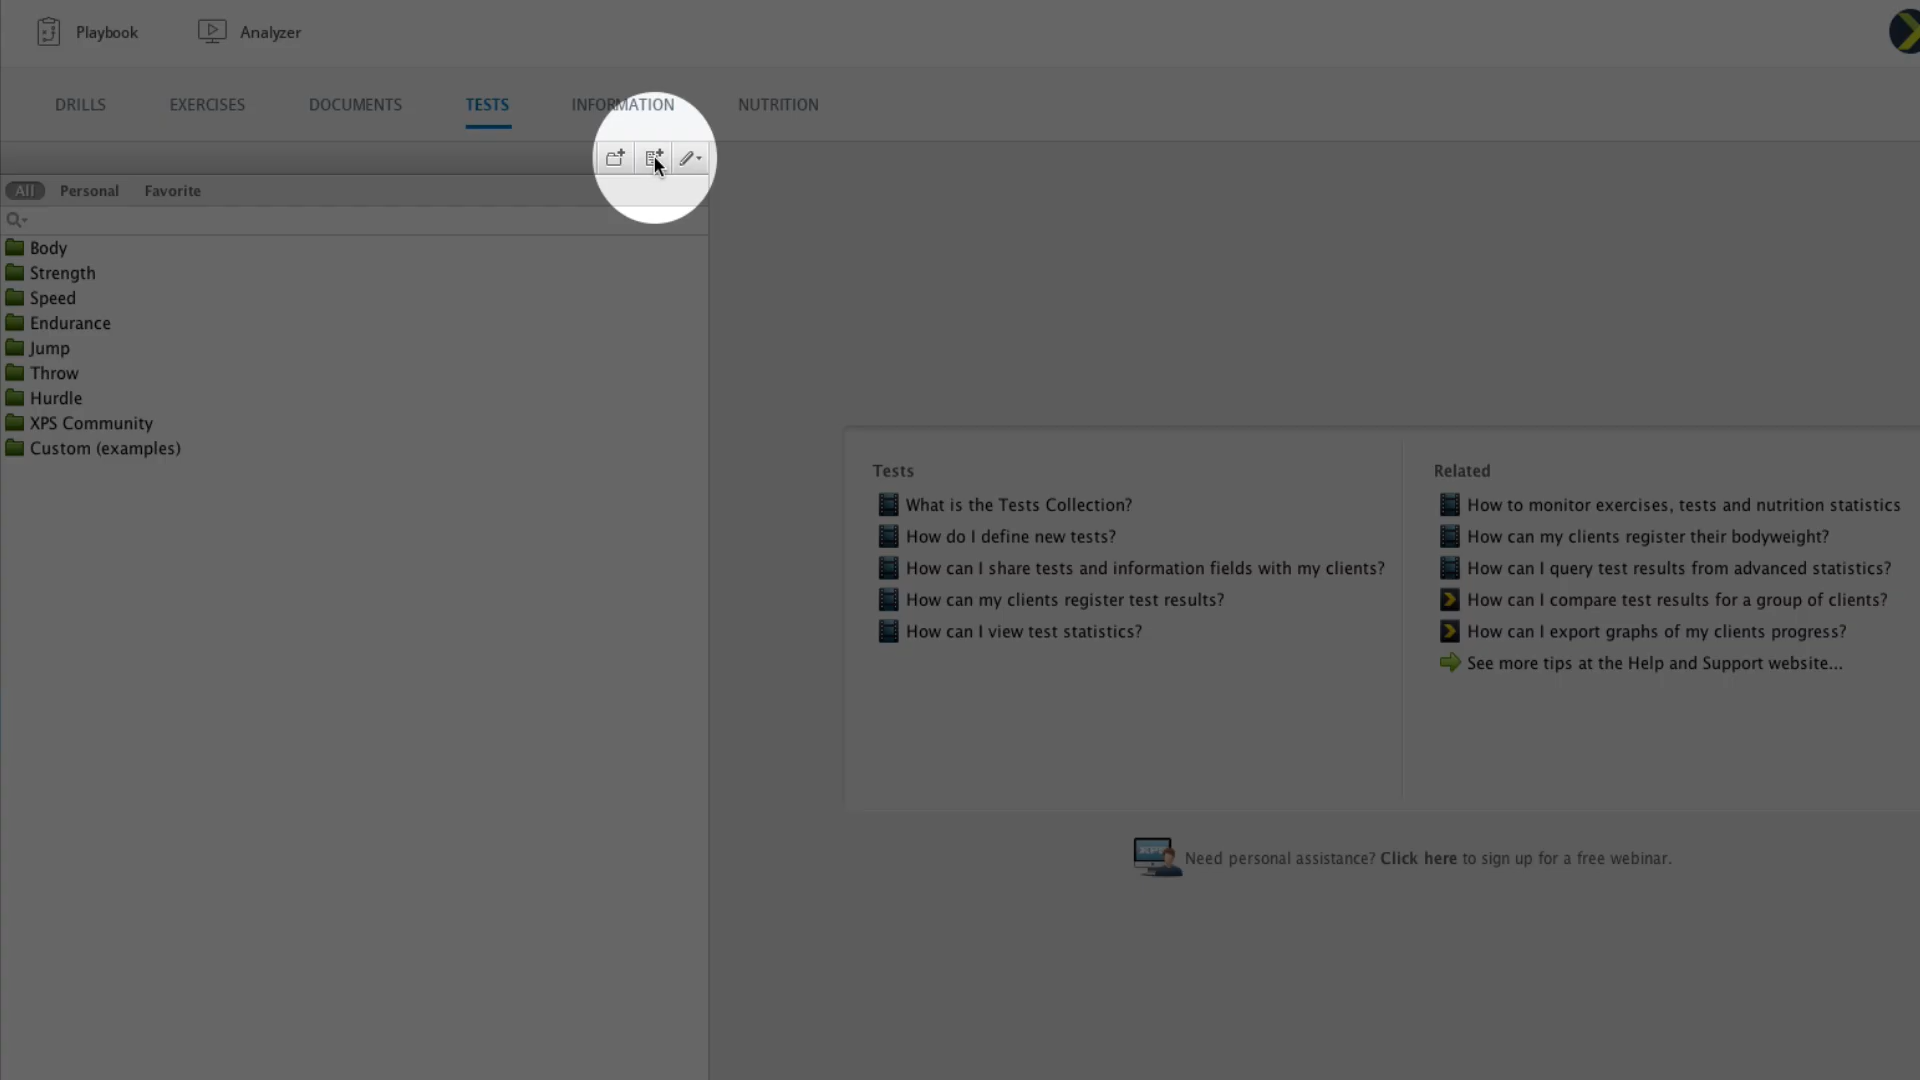 Playbook
Analyzer
DRILLS
EXERCISES
DOCUMENTS
TESTS
INFORMATION
NUTRITION
All
Personal
Favorite
Body
Strength
Speed
Endurance
Jump
Throw
Hurdle
XPS Community
Custom (examples)
Tests
What is the Tests Collection?
How do I define new tests?
How can I share tests and information fields with my clients?
How can my clients register test results?
How can I view test statistics?
Related
How to monitor exercises, tests and nutrition statistics
How can my clients register their bodyweight?
How can I query test results from advanced statistics?
How can I compare test results for a group of clients?
How can I export graphs of my clients progress?
See more tips at the Help and Support website...
XPS
Need personal assistance? Click here to sign up for a free webinar.